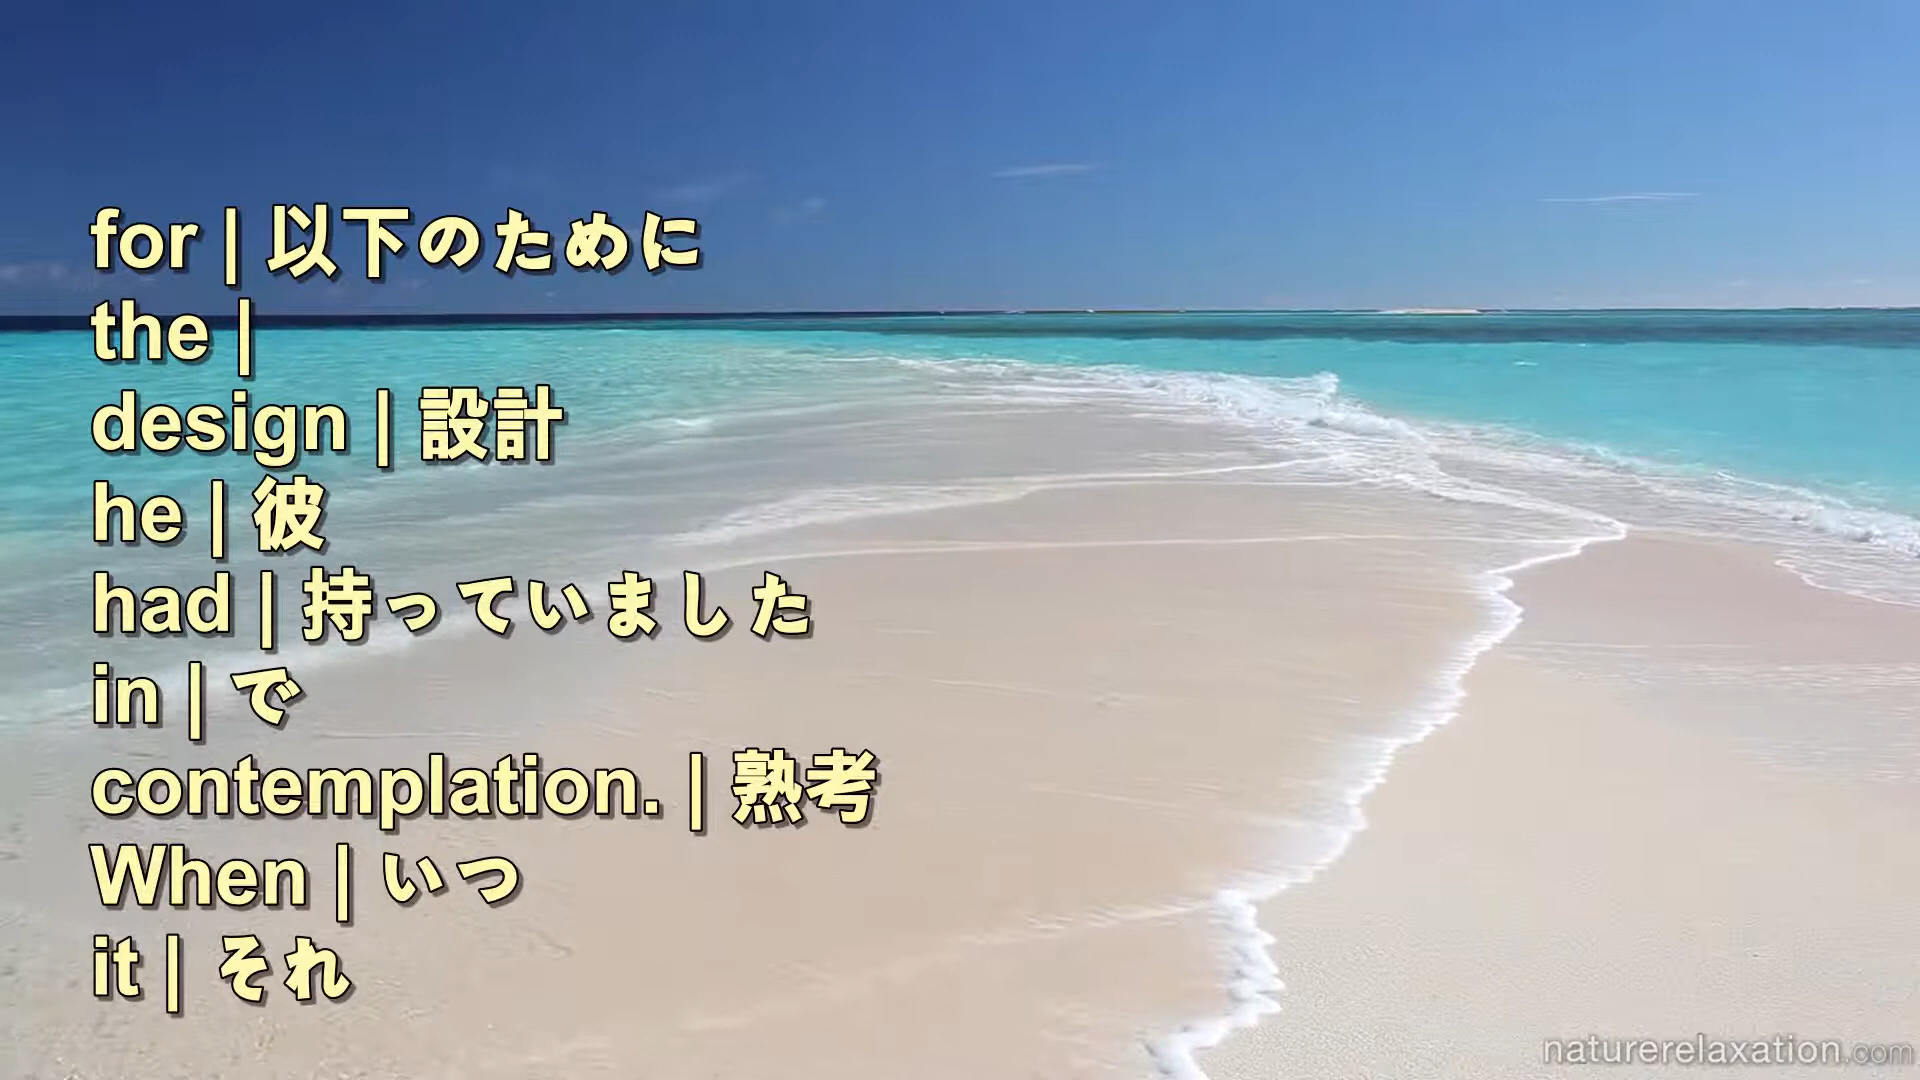 for | 以下のために
the |
design | 設計
he | 彼
had | 持っていました
in | で
contemplation. | 熟考
When | いつ
it | それ
naturerelaxation.com